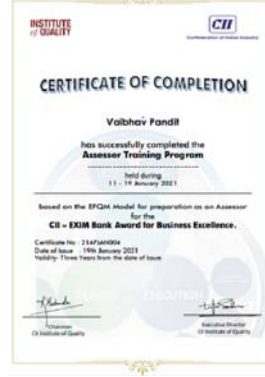 INSTITUTE
of QUALITY
CII
Confederation of Indian Industry
CERTIFICATE OF COMPLETION
Vaibhav Pandit
has successfully completed the
Assessor Training Program
held during
11 - 19 January 2021
based on the EFQM Model for preparation as an Assessor
for the
CII – EXIM Bank Award for Business Excellence.
Date of Issue : 19th January 2021
Validity- Three Years from the date of issue
Chairman
CII Institute of Quality
Executive Director
CII Institute of Quality